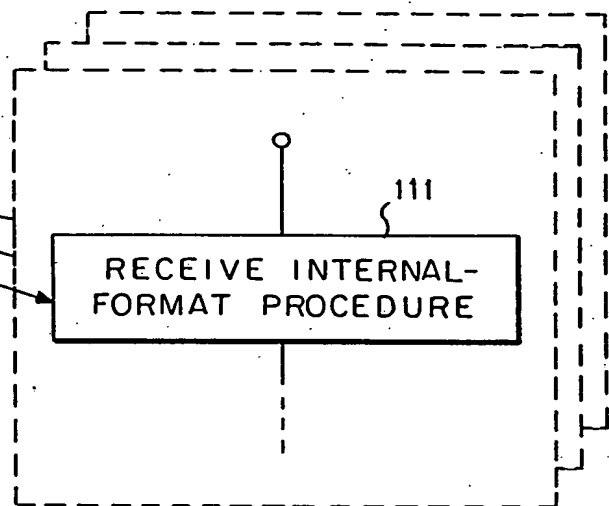 111
RECEIVE INTERNAL-
FORMAT PROCEDURE